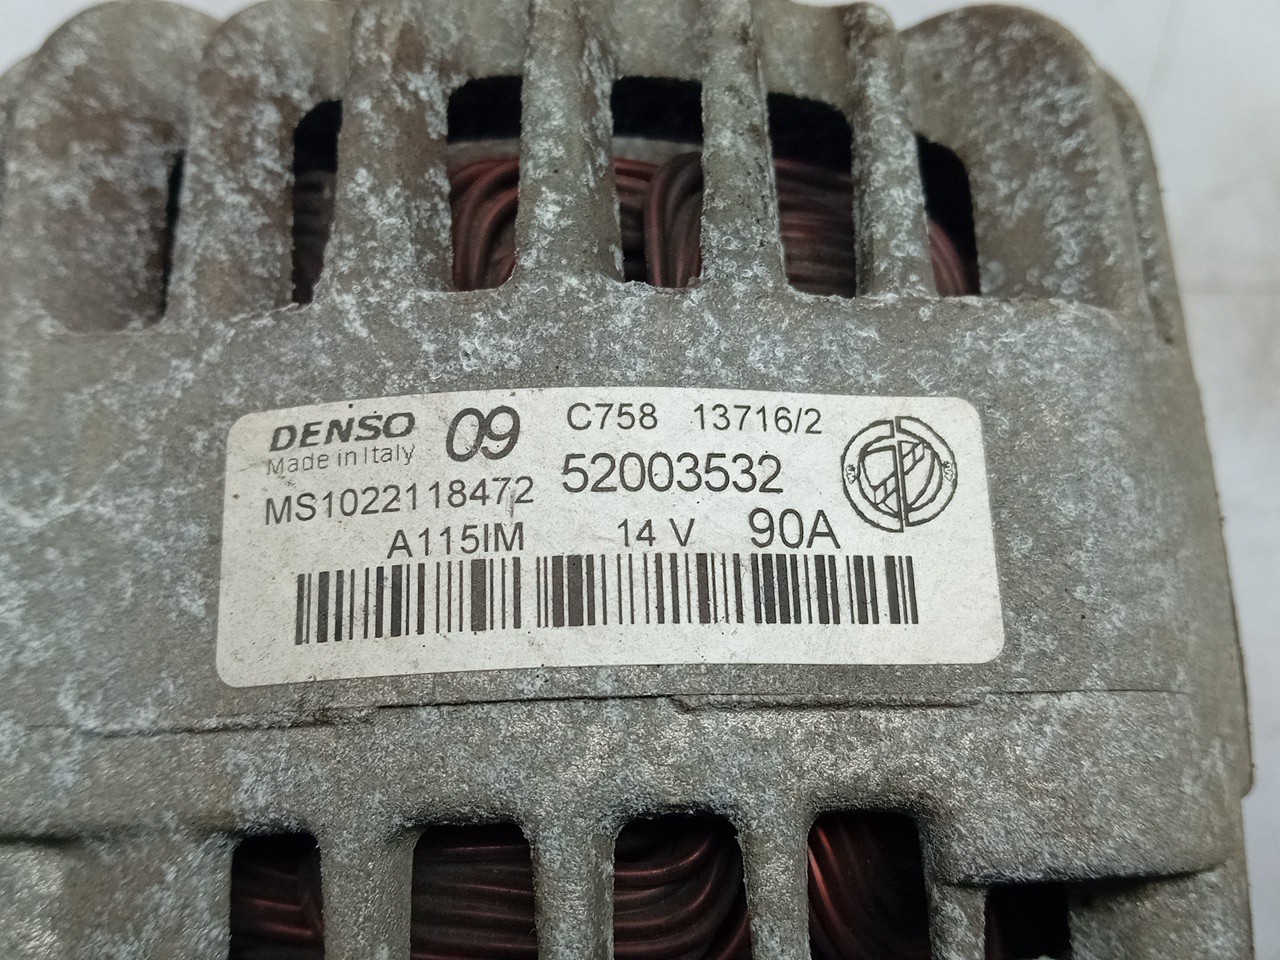 DENSO 09 C758 13716/2
Made in Italy
MS1022118472 52003532
A115IM 14 V 90A